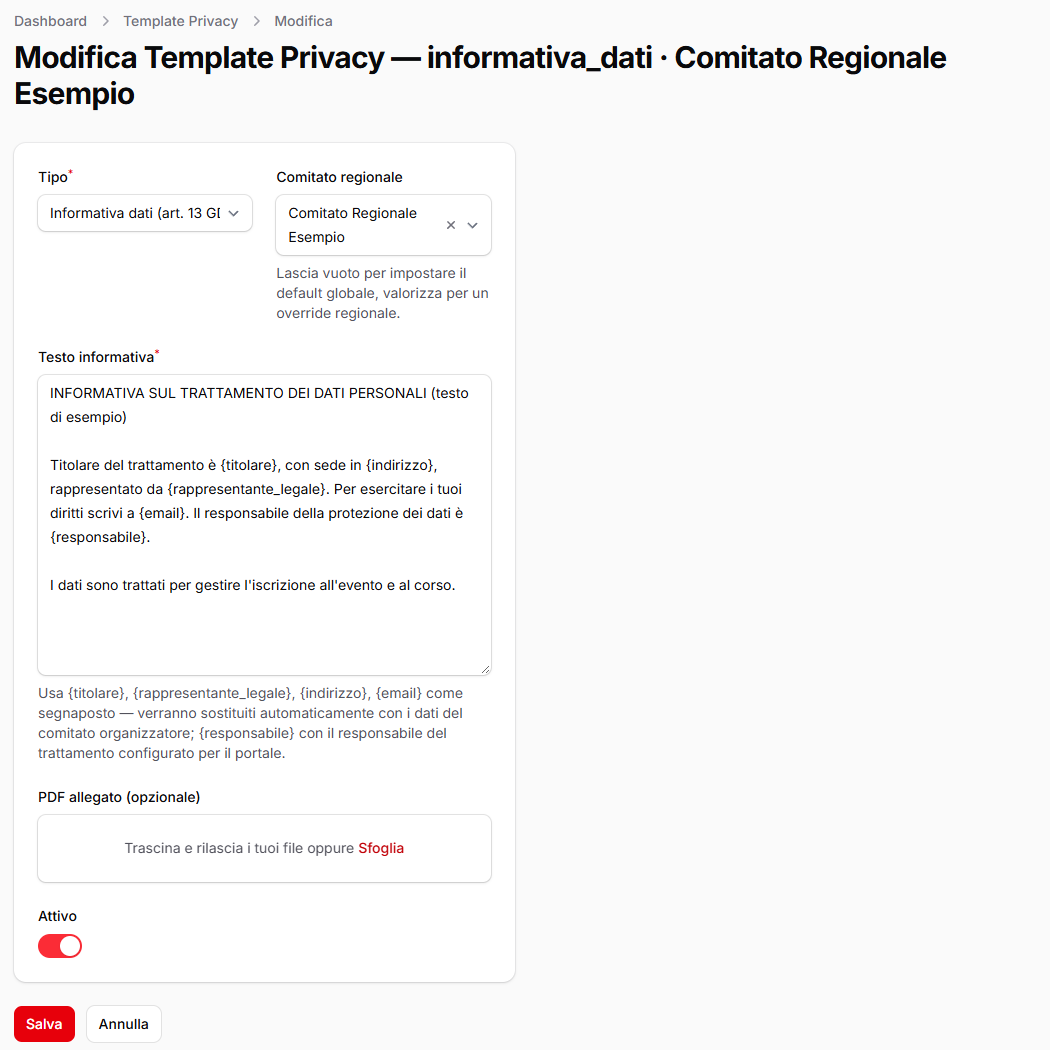 Dashboard > Template Privacy > Modifica
Modifica Template Privacy — informativa_dati · Comitato Regionale
Esempio
Tipo*
Informativa dati (art. 13 GD
Comitato regionale
Comitato Regionale
Esempio
Lascia vuoto per impostare il
default globale, valorizza per un
override regionale.
Testo informativa*
INFORMATIVA SUL TRATTAMENTO DEI DATI PERSONALI (testo
di esempio)
Titolare del trattamento è {titolare}, con sede in {indirizzo},
rappresentato da {rappresentante_legale}. Per esercitare i tuoi
diritti scrivi a {email}. Il responsabile della protezione dei dati è
{responsabile}.
I dati sono trattati per gestire l'iscrizione all'evento e al corso.
Usa {titolare}, {rappresentante_legale}, {indirizzo}, {email} come
segnaposto — verranno sostituiti automaticamente con i dati del
comitato organizzatore; {responsabile} con il responsabile del
trattamento configurato per il portale.
PDF allegato (opzionale)
Trascina e rilascia i tuoi file oppure Sfoglia
Attivo
Salva
Annulla